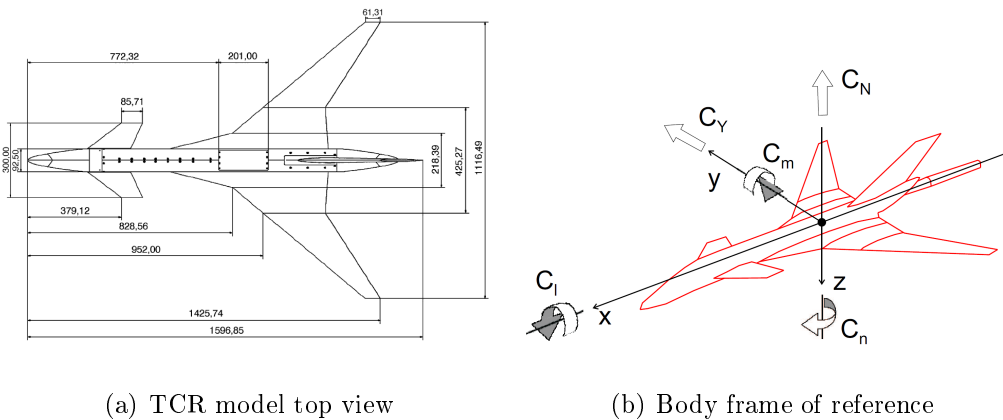 61,31
772,32
201,00
85,71
300,00
92,50
218,39
425,27
1116,49
379,12
828,56
952,00
1425,74
1596,85
(a) TCR model top view
C_N
C_Y
C_m
y
C_l
x
z
C_n
(b) Body frame of reference